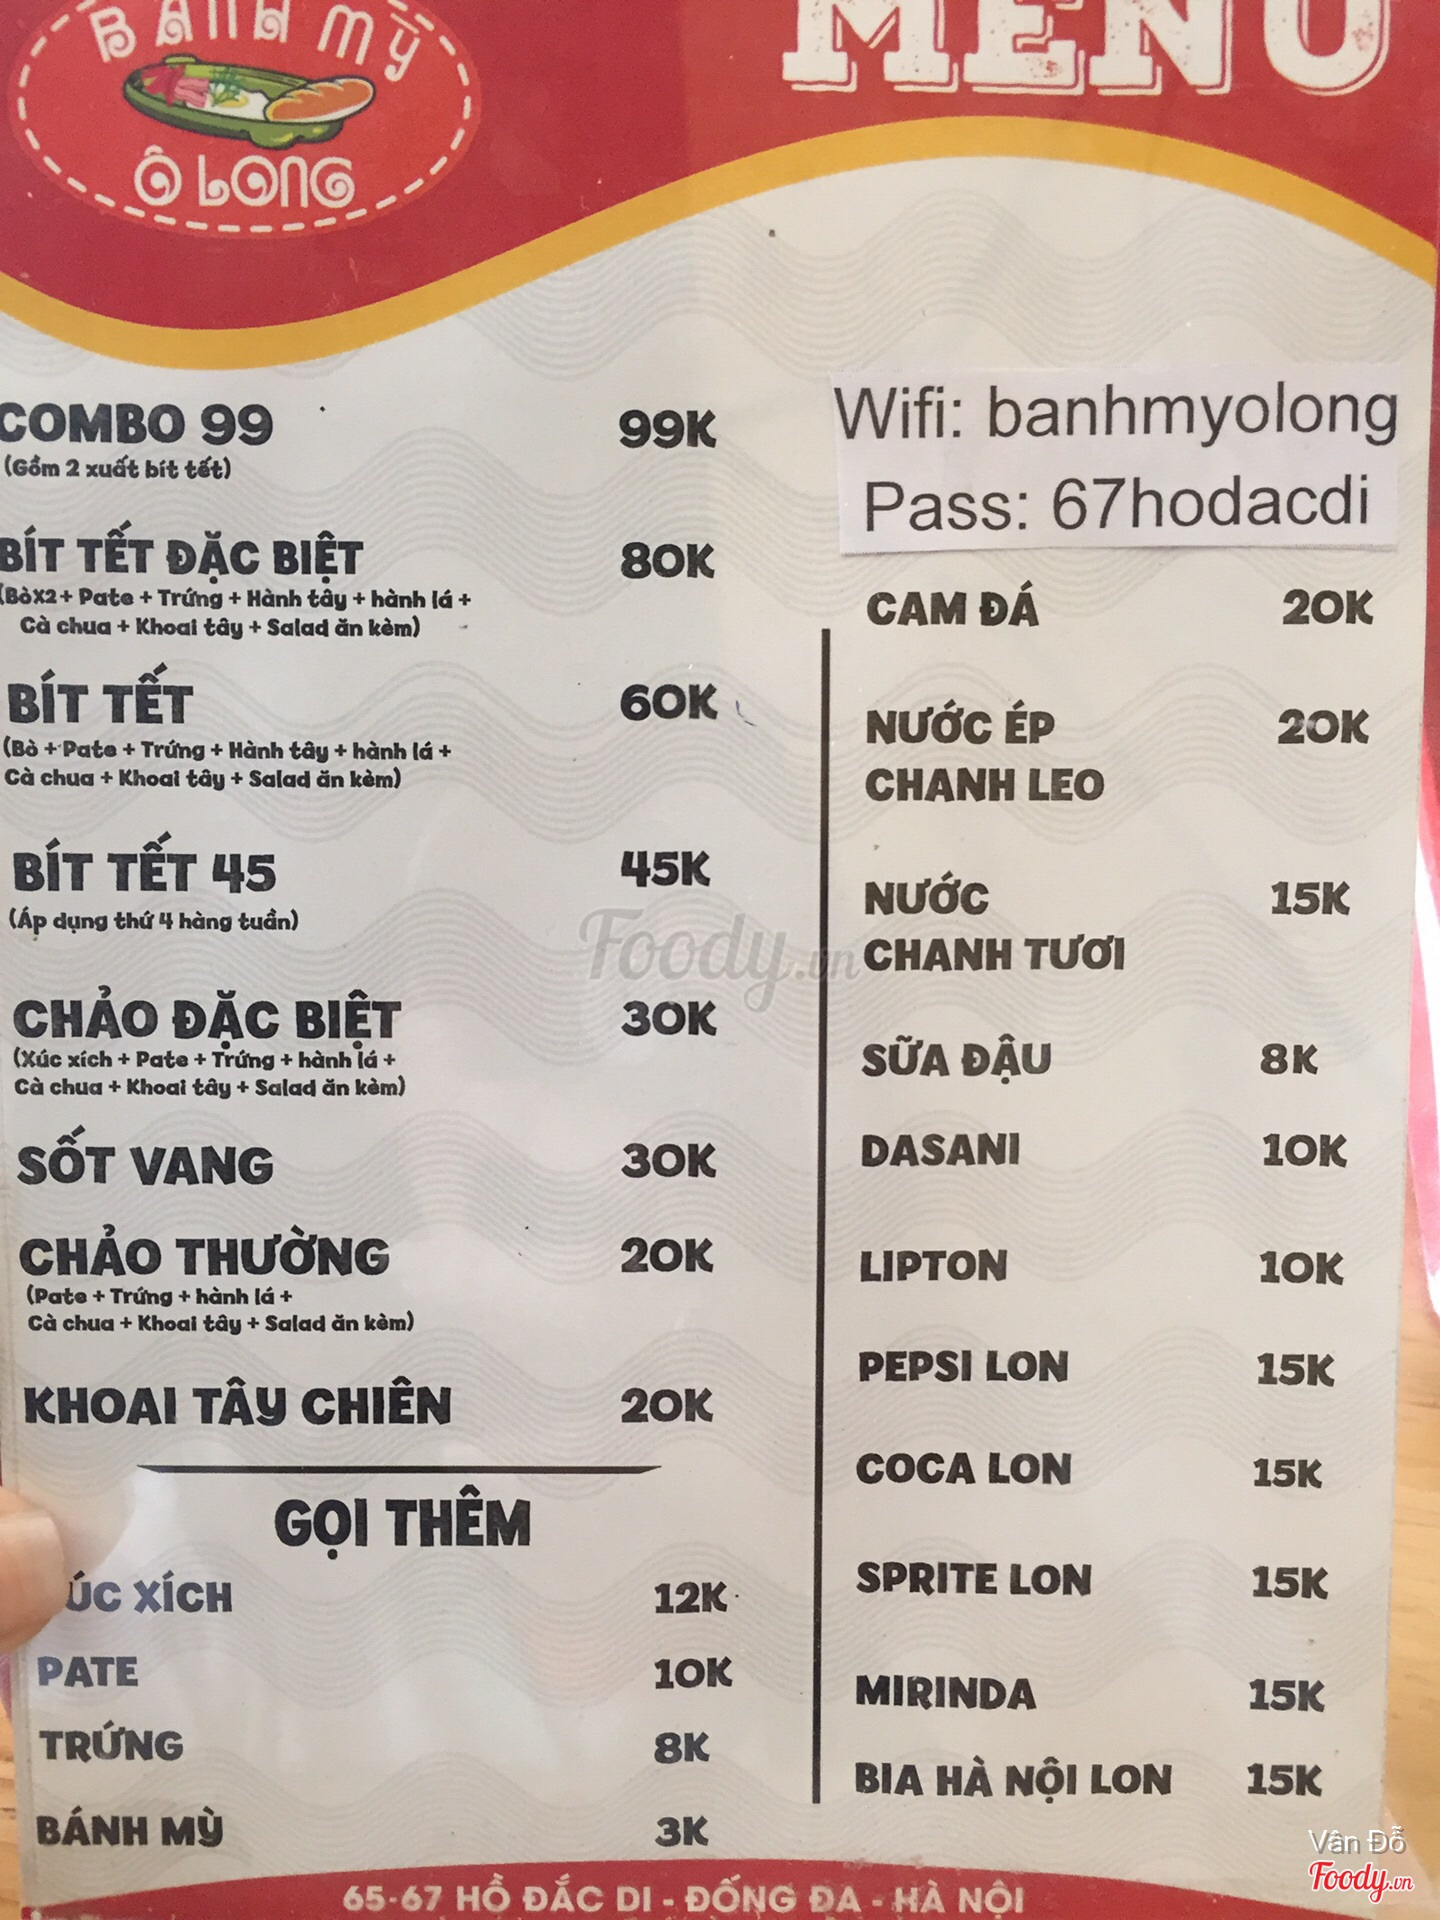 BÁNH MỲ
Ô LONG
MENU
COMBO 99 99K
(Gồm 2 xuất bít tết)
BÍT TẾT ĐẶC BIỆT 80K
(Bòx2 + Pate + Trứng + Hành tây + hành lá +
Cà chua + Khoai tây + Salad ăn kèm)
BÍT TẾT 60K
(Bò + Pate + Trứng + Hành tây + hành lá +
Cà chua + Khoai tây + Salad ăn kèm)
BÍT TẾT 45 45K
(Áp dụng thứ 4 hàng tuần)
CHẢO ĐẶC BIỆT 30K
(Xúc xích + Pate + Trứng + hành lá +
Cà chua + Khoai tây + Salad ăn kèm)
SỐT VANG 30K
CHẢO THƯỜNG 20K
(Pate + Trứng + hành lá +
Cà chua + Khoai tây + Salad ăn kèm)
KHOAI TÂY CHIÊN 20K
GỌI THÊM
ÚC XÍCH 12K
PATE 10K
TRỨNG 8K
BÁNH MỲ 3K
Wifi: banhmyolong
Pass: 67hodacdi
CAM ĐÁ 20K
NƯỚC ÉP 20K
CHANH LEO
NƯỚC 15K
CHANH TƯƠI
SỮA ĐẬU 8K
DASANI 10K
LIPTON 10K
PEPSI LON 15K
COCA LON 15K
SPRITE LON 15K
MIRINDA 15K
BIA HÀ NỘI LON 15K
65-67 HỒ ĐẮC DI - ĐỐNG ĐA - HÀ NỘI
Foody.vn
Vân Đỗ
Foody.vn